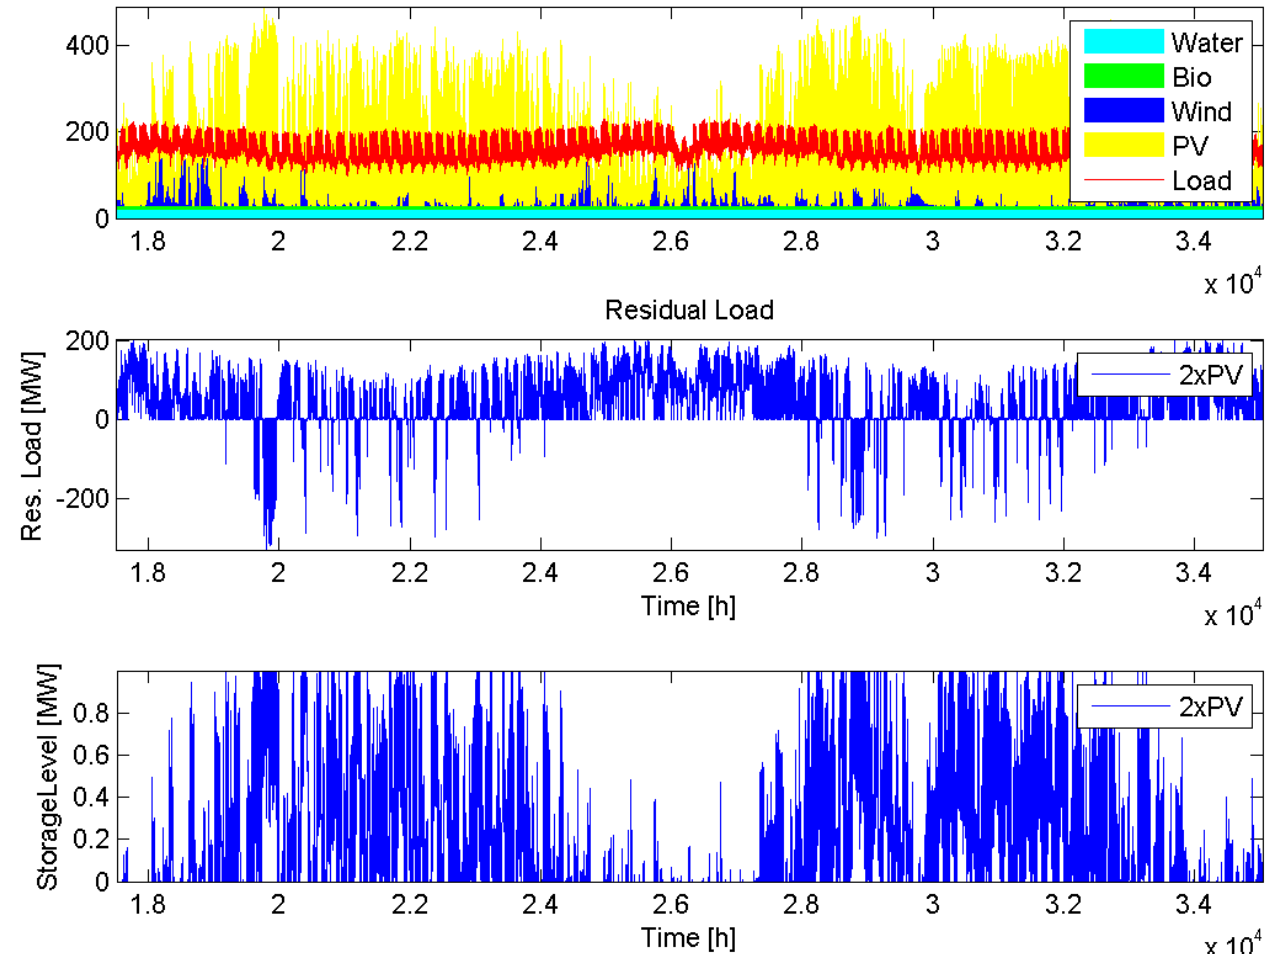 400
200
0
Water
Bio
Wind
PV
Load
1.8 2 2.2 2.4 2.6 2.8 3 3.2 3.4
x 10^4
Residual Load
Res. Load [MW]
200
0
-200
2xPV
1.8 2 2.2 2.4 2.6 2.8 3 3.2 3.4
Time [h]
x 10^4
StorageLevel [MW]
0.8
0.6
0.4
0.2
0
2xPV
1.8 2 2.2 2.4 2.6 2.8 3 3.2 3.4
Time [h]
x 10^4